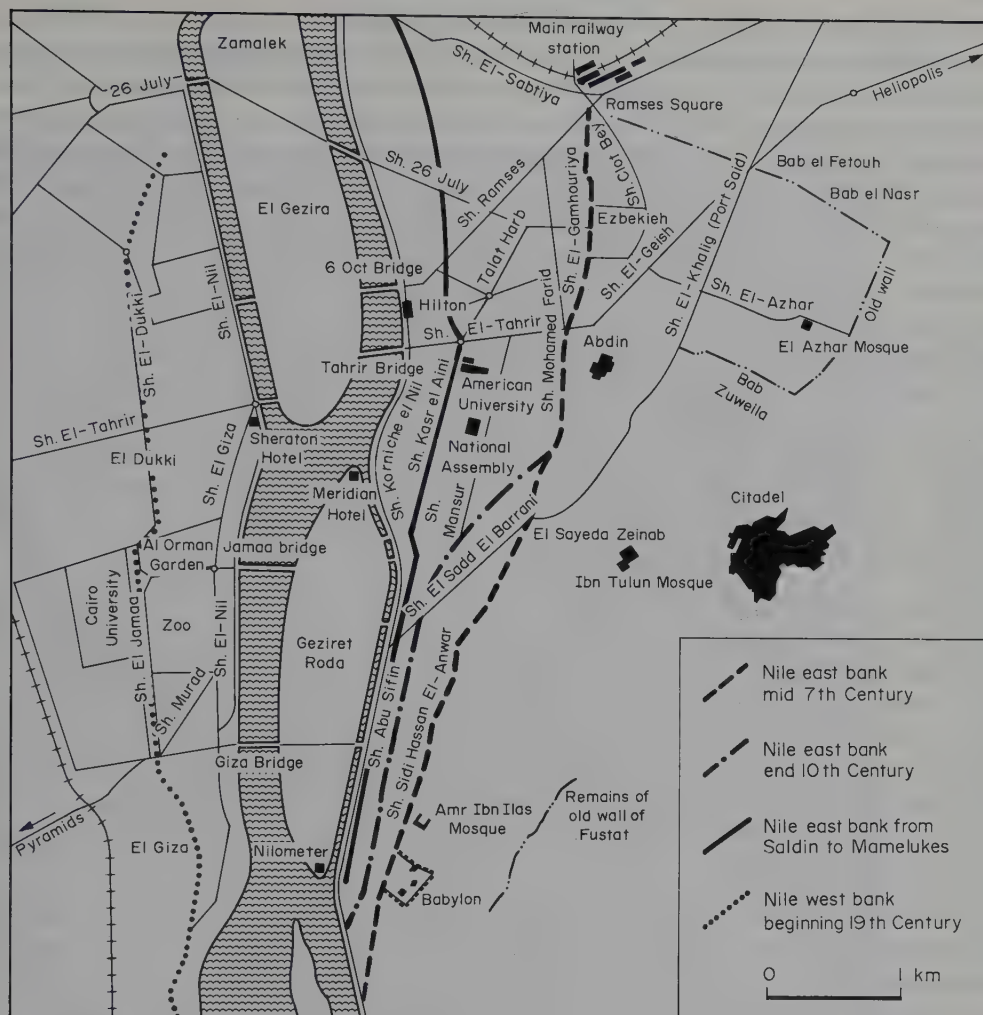 Zamalek
Main railway
station
Sh. El-Sabtiya
26 July
Ramses Square
Heliopolis
Sh. 26 July
Sh. Ramses
Sh. El-Gamhouriya
Sh. Clot Bey
Ezbekieh
Bab el Fetouh
Bab el Nasr
El Gezira
Talat Harb
Sh. El-Geish
Sh. El-Khalig (Port Said)
6 Oct Bridge
Hilton
Sh. Mohamed Farid
Sh. El-Azhar
Old wall
Sh. El-Dukki
Sh. El-Nil
Sh. El-Tahrir
El Azhar Mosque
Tahrir Bridge
Abdin
American
University
Bab
Zuweila
Sh. El-Tahrir
El Dukki
Sh. El Giza
Sheraton
Hotel
Sh. Korniche el Nil
Sh. Kasr el Aini
National
Assembly
Meridian
Hotel
Sh.
Mansur
Citadel
Sh. El Sadd El Barrani
El Sayeda Zeinab
Al Orman
Garden
Jamaa bridge
Ibn Tulun Mosque
Cairo
University
Sh. El Jamaa
Zoo
Sh. El-Nil
Geziret
Roda
Sh. Murad
Sh. Abu Sifin
Sh. Sidi Hassan El-Anwar
Giza Bridge
Pyramids
El Giza
Nilometer
Amr Ibn Ilas
Mosque
Remains of
old wall of
Fustat
Babylon
Nile east bank
mid 7th Century
Nile east bank
end 10th Century
Nile east bank from
Saldin to Mamelukes
Nile west bank
beginning 19th Century
0 1 km